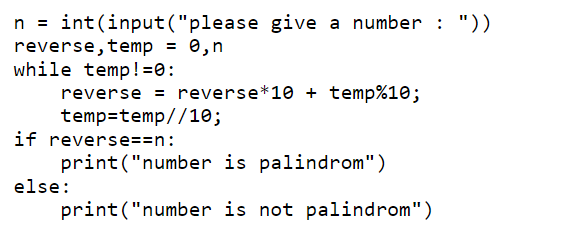 n = int(input("please give a number : "))
reverse,temp = 0,n
while temp!=0:
    reverse = reverse*10 + temp%10;
    temp=temp//10;
if reverse==n:
    print("number is palindrom")
else:
    print("number is not palindrom")